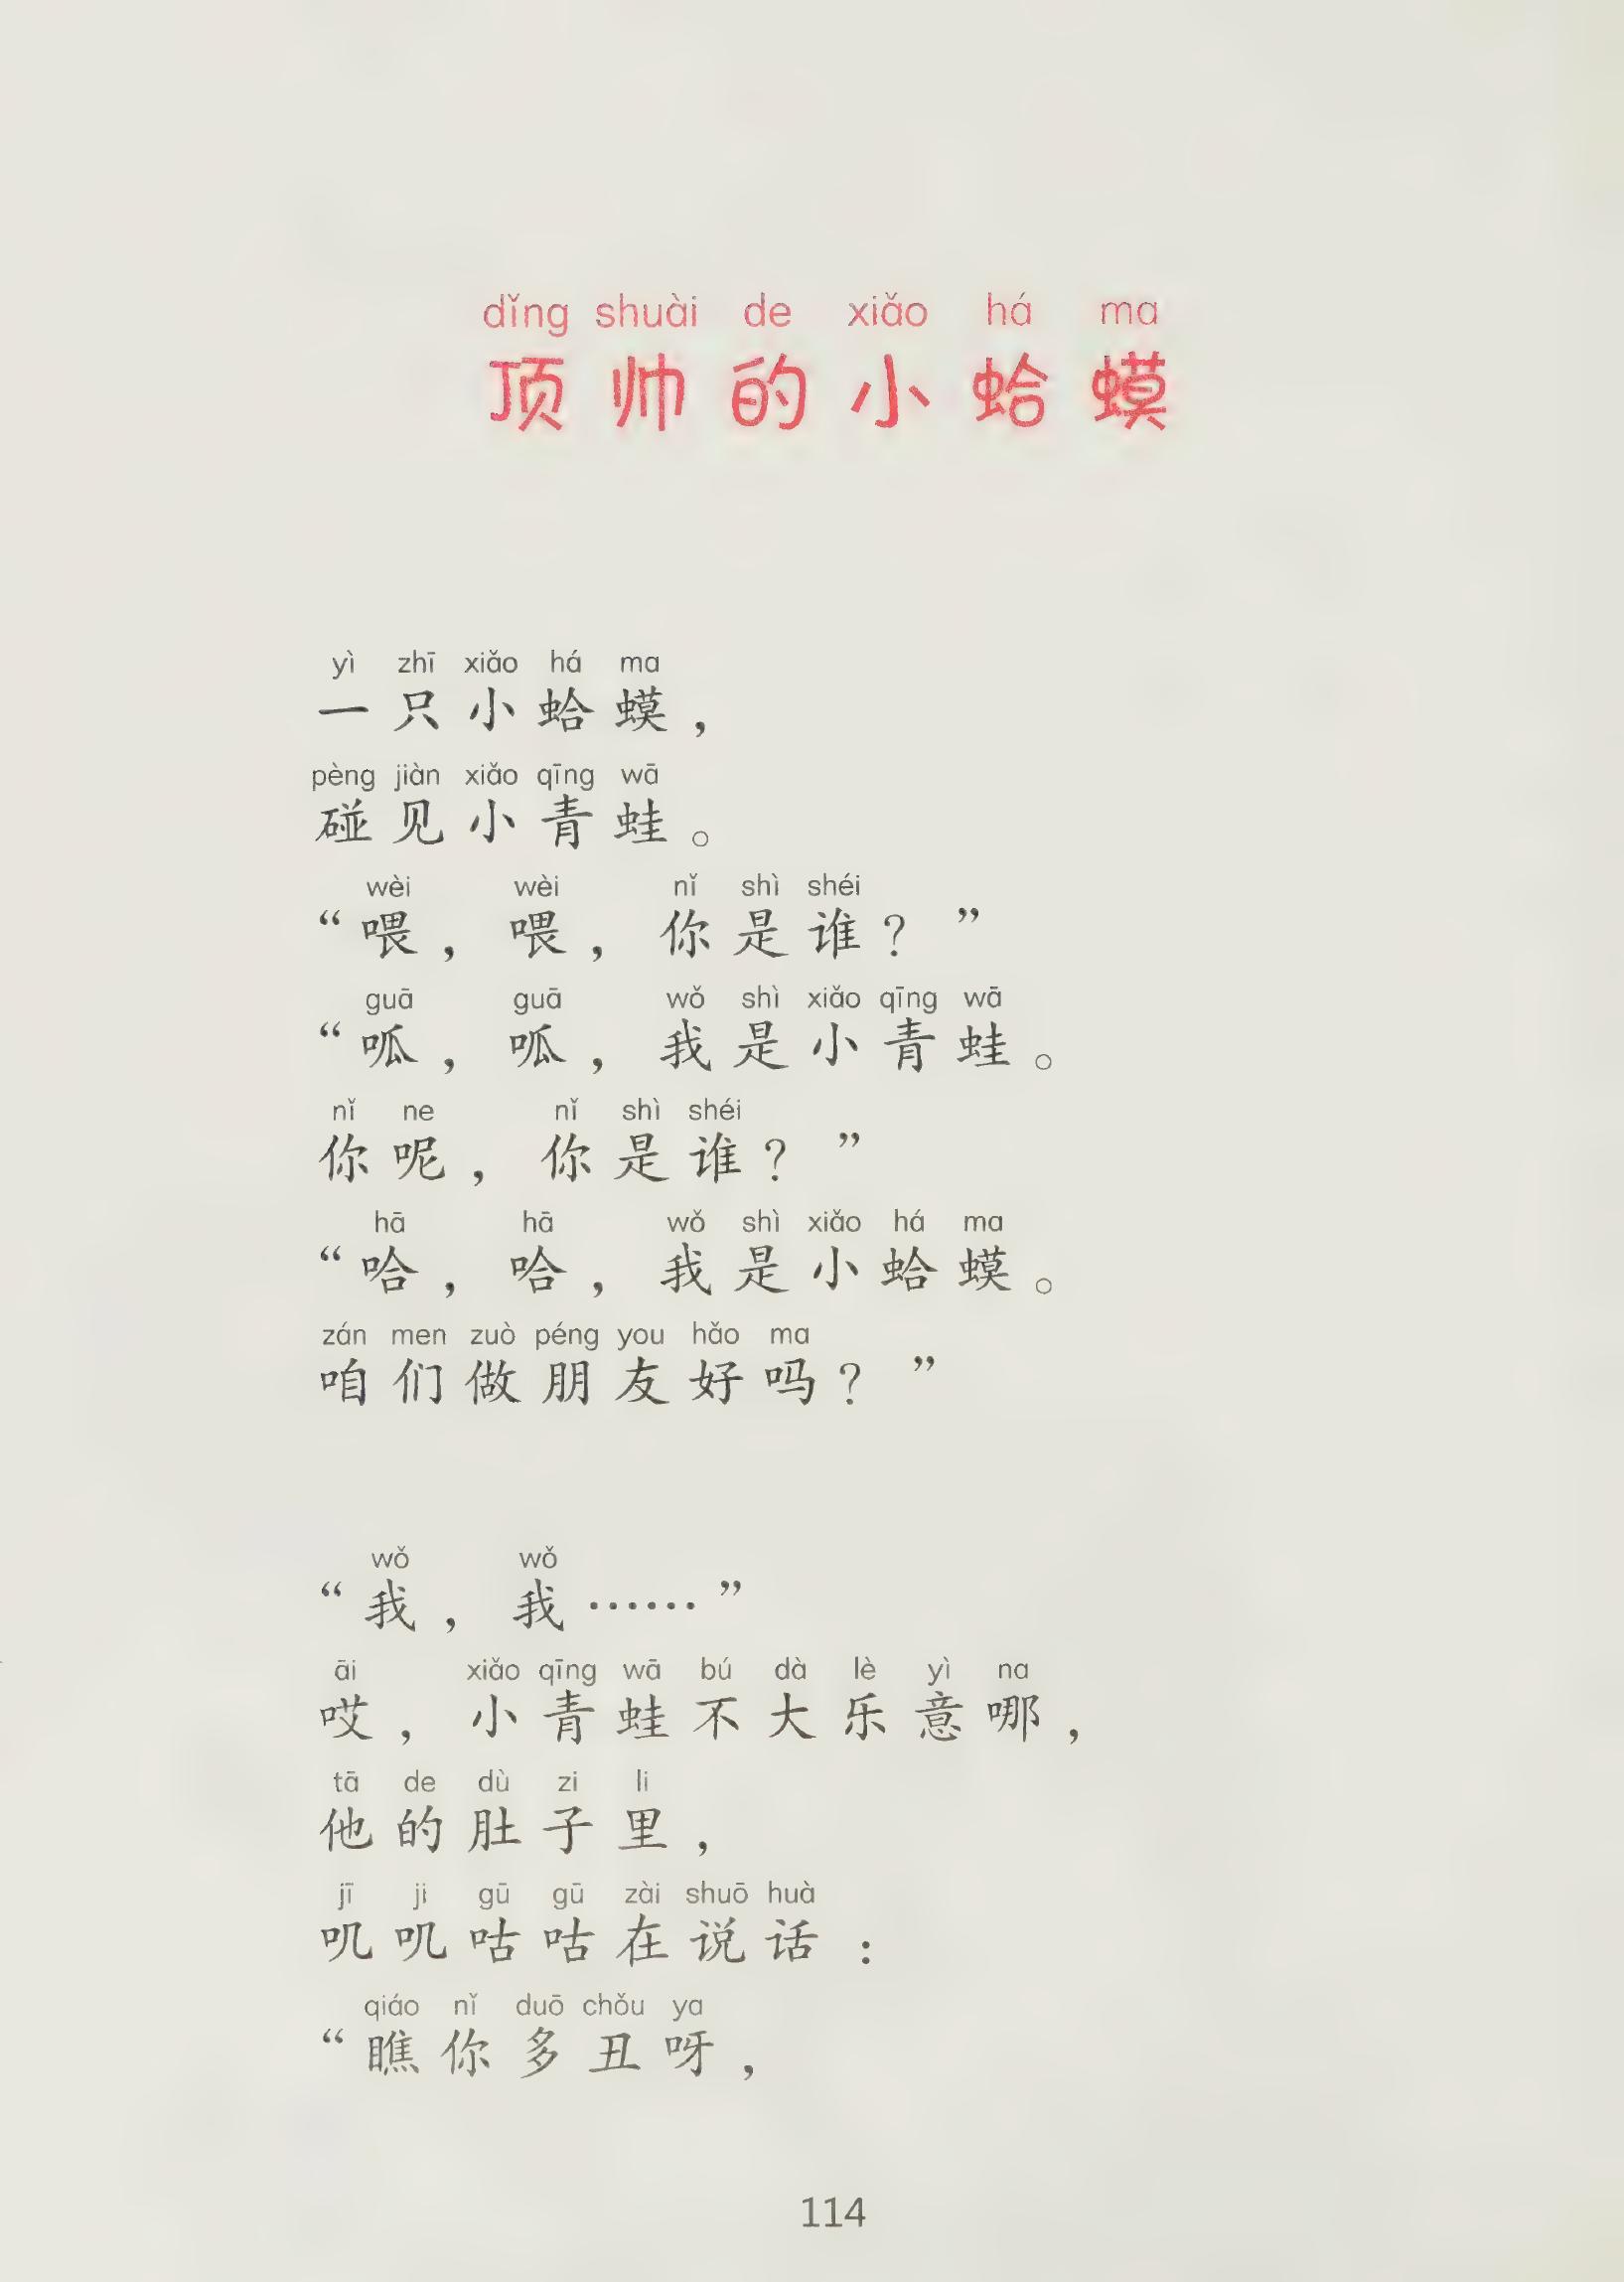 dǐng shuài de xiǎo há ma
顶帅的小蛤蟆
yì zhī xiǎo há ma
一只小蛤蟆，
pèng jiàn xiǎo qīng wā
碰见小青蛙。
wèi wèi nǐ shì shéi
“喂，喂，你是谁？”
guā guā wǒ shì xiǎo qīng wā
“呱，呱，我是小青蛙。
nǐ ne nǐ shì shéi
你呢，你是谁？”
hā hā wǒ shì xiǎo há ma
“哈，哈，我是小蛤蟆。
zán men zuò péng you hǎo ma
咱们做朋友好吗？”
wǒ wǒ
“我，我……”
āi xiǎo qīng wā bú dà lè yì na
哎，小青蛙不大乐意哪，
tā de dù zi li
他的肚子里，
jī ji gū gū zài shuō huà
叽叽咕咕在说话：
qiáo nǐ duō chǒu ya
“瞧你多丑呀，
114